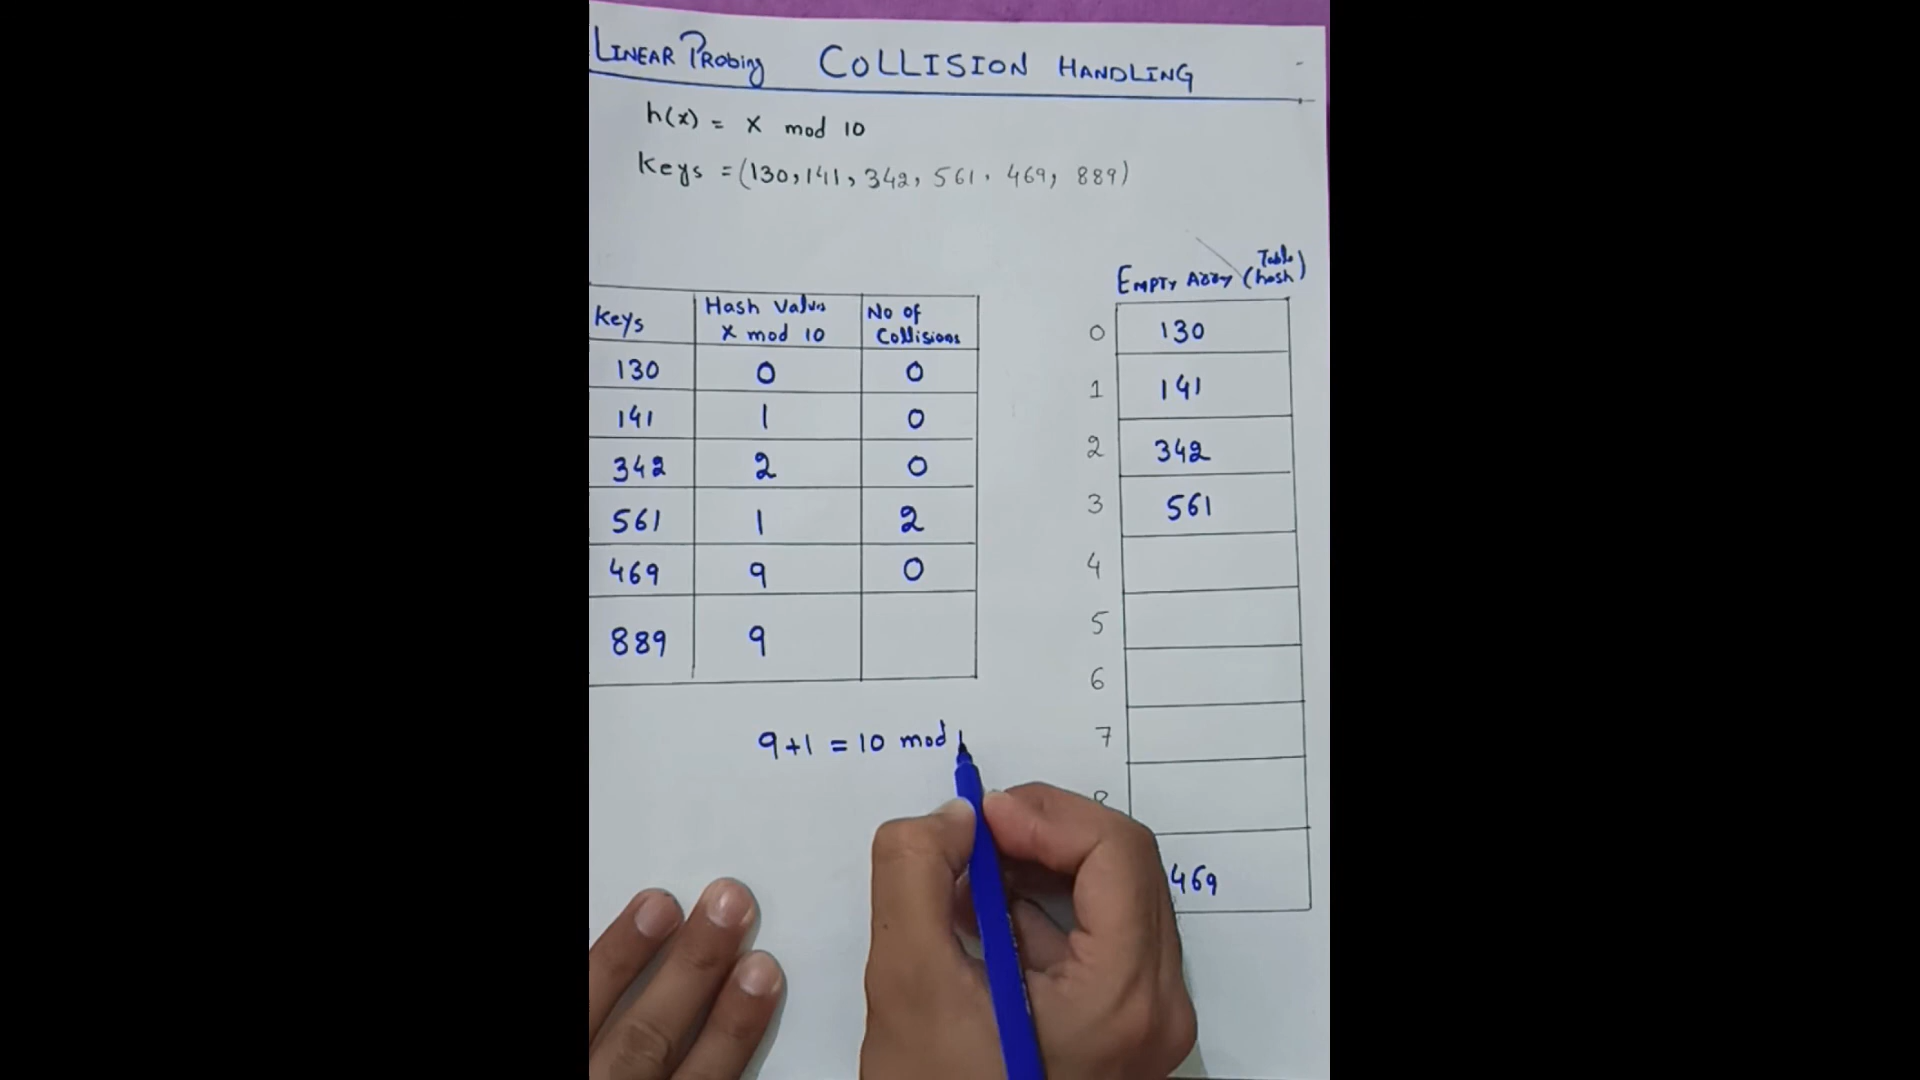 LINEAR PRobing COLLISION HANDLING
h(x) = x mod 10
Keys = (130, 141, 342, 561, 469, 889)
Table
EMPTY ARRAY (hash)
Keys Hash Values No of
x mod 10 Collisions
130 0 0
141 1 0
342 2 0
561 1 2
469 9 0
889 9
9+1 = 10 mod 1
0 130
1 141
2 342
3 561
4
5
6
7
469